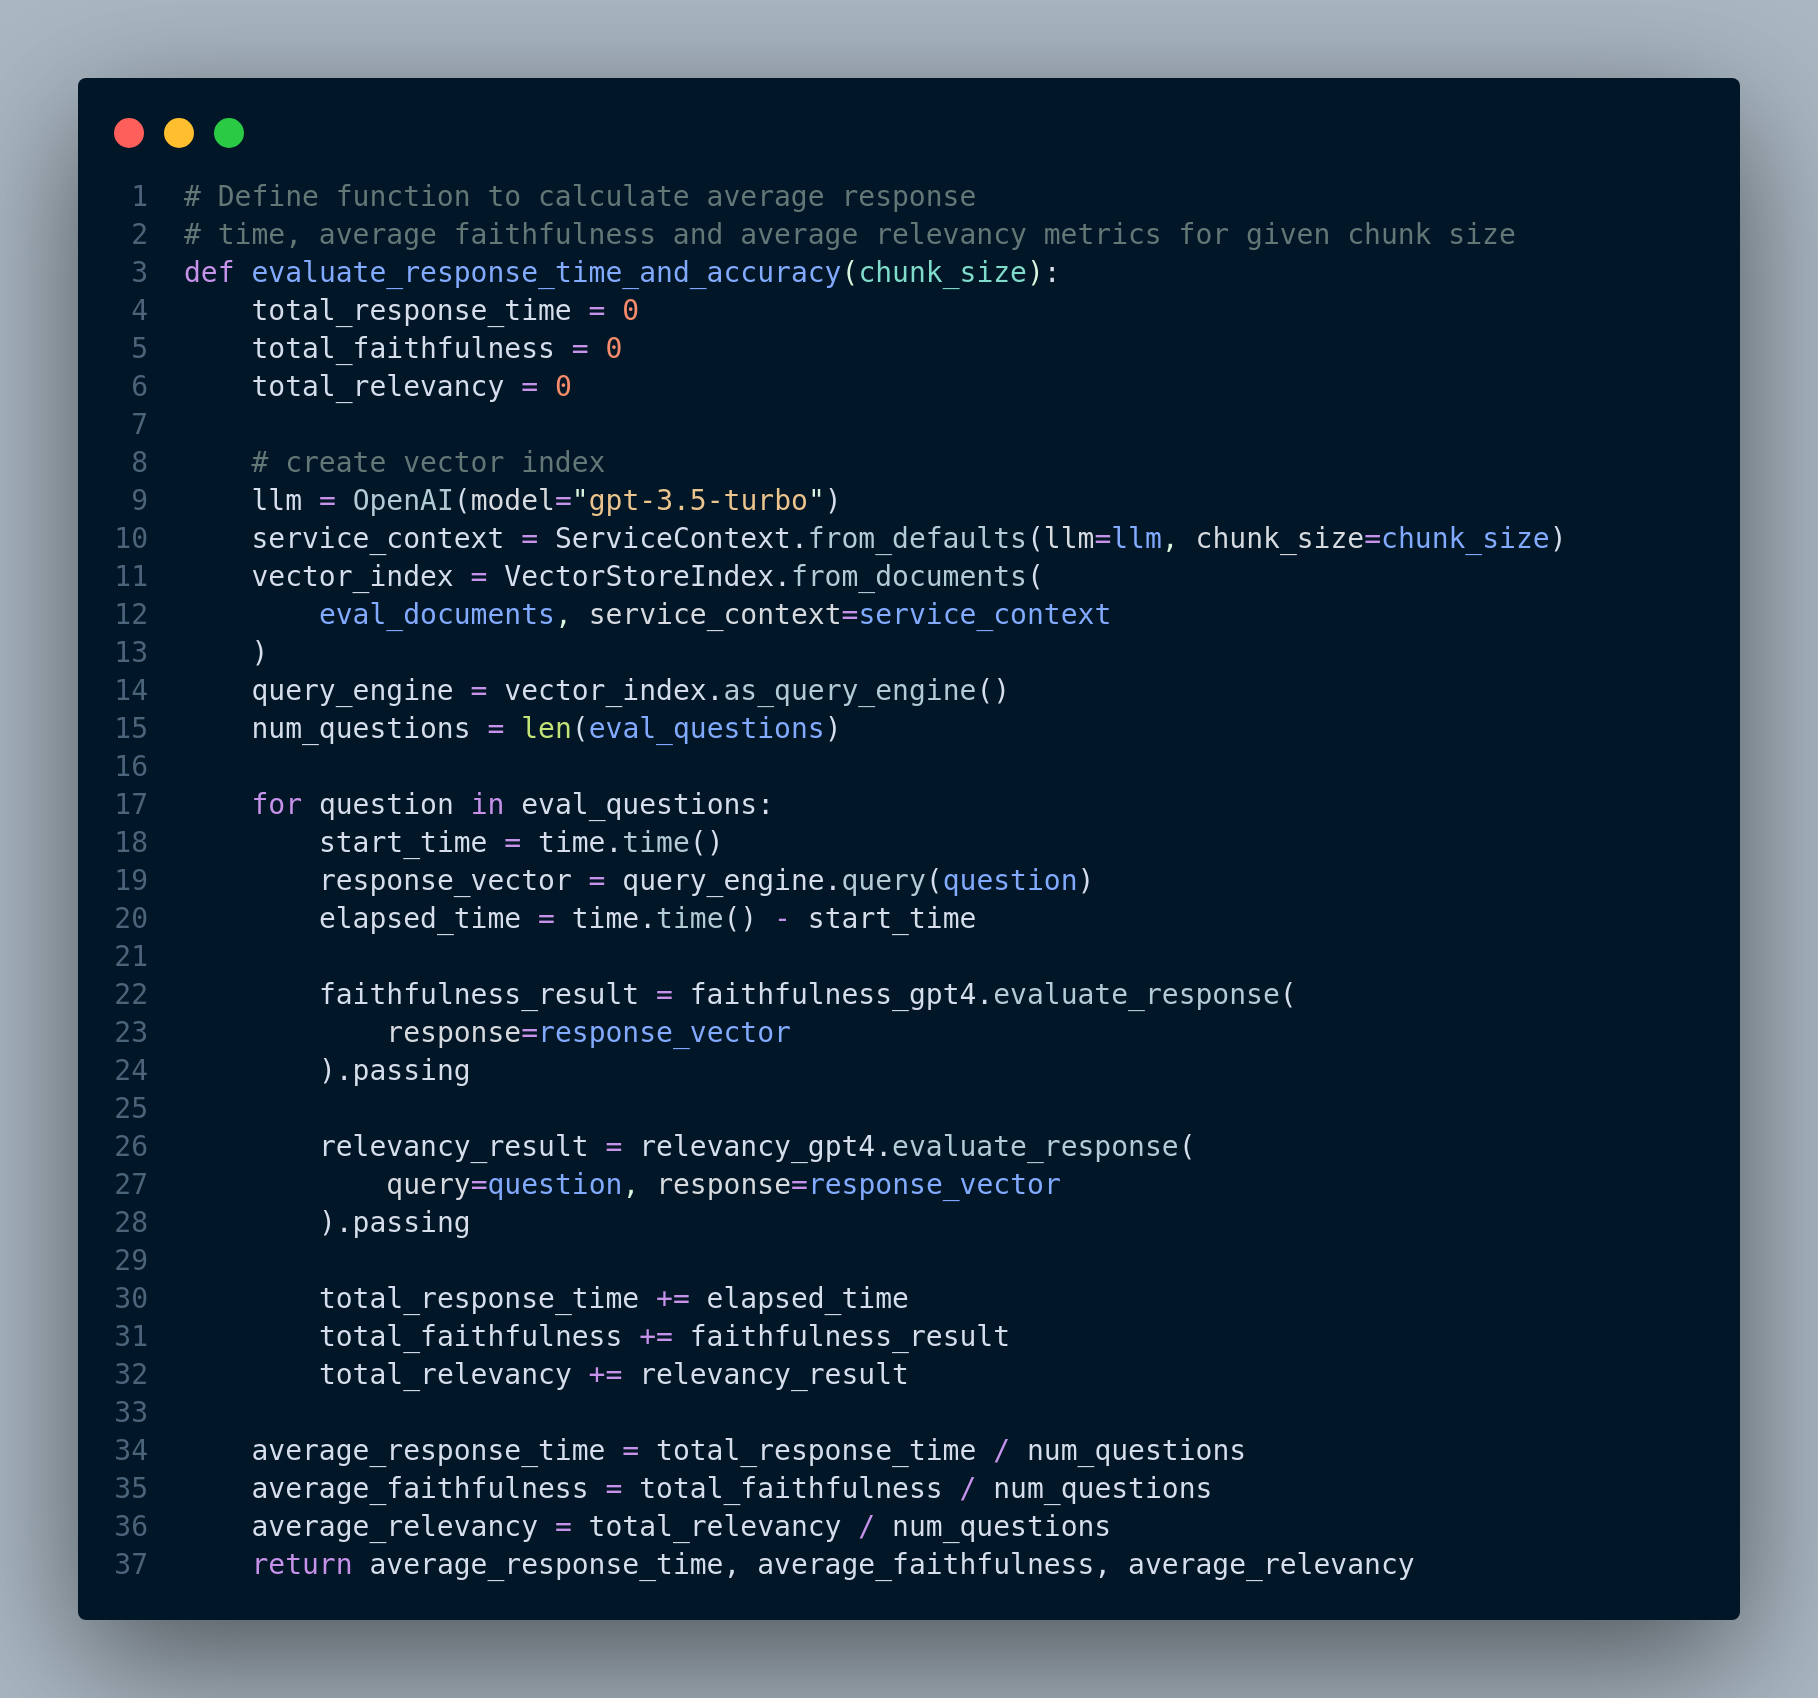 1 # Define function to calculate average response
2 # time, average faithfulness and average relevancy metrics for given chunk size
3 def evaluate_response_time_and_accuracy(chunk_size):
4     total_response_time = 0
5     total_faithfulness = 0
6     total_relevancy = 0
7
8     # create vector index
9     llm = OpenAI(model="gpt-3.5-turbo")
10     service_context = ServiceContext.from_defaults(llm=llm, chunk_size=chunk_size)
11     vector_index = VectorStoreIndex.from_documents(
12         eval_documents, service_context=service_context
13     )
14     query_engine = vector_index.as_query_engine()
15     num_questions = len(eval_questions)
16
17     for question in eval_questions:
18         start_time = time.time()
19         response_vector = query_engine.query(question)
20         elapsed_time = time.time() - start_time
21
22         faithfulness_result = faithfulness_gpt4.evaluate_response(
23             response=response_vector
24         ).passing
25
26         relevancy_result = relevancy_gpt4.evaluate_response(
27             query=question, response=response_vector
28         ).passing
29
30         total_response_time += elapsed_time
31         total_faithfulness += faithfulness_result
32         total_relevancy += relevancy_result
33
34     average_response_time = total_response_time / num_questions
35     average_faithfulness = total_faithfulness / num_questions
36     average_relevancy = total_relevancy / num_questions
37     return average_response_time, average_faithfulness, average_relevancy